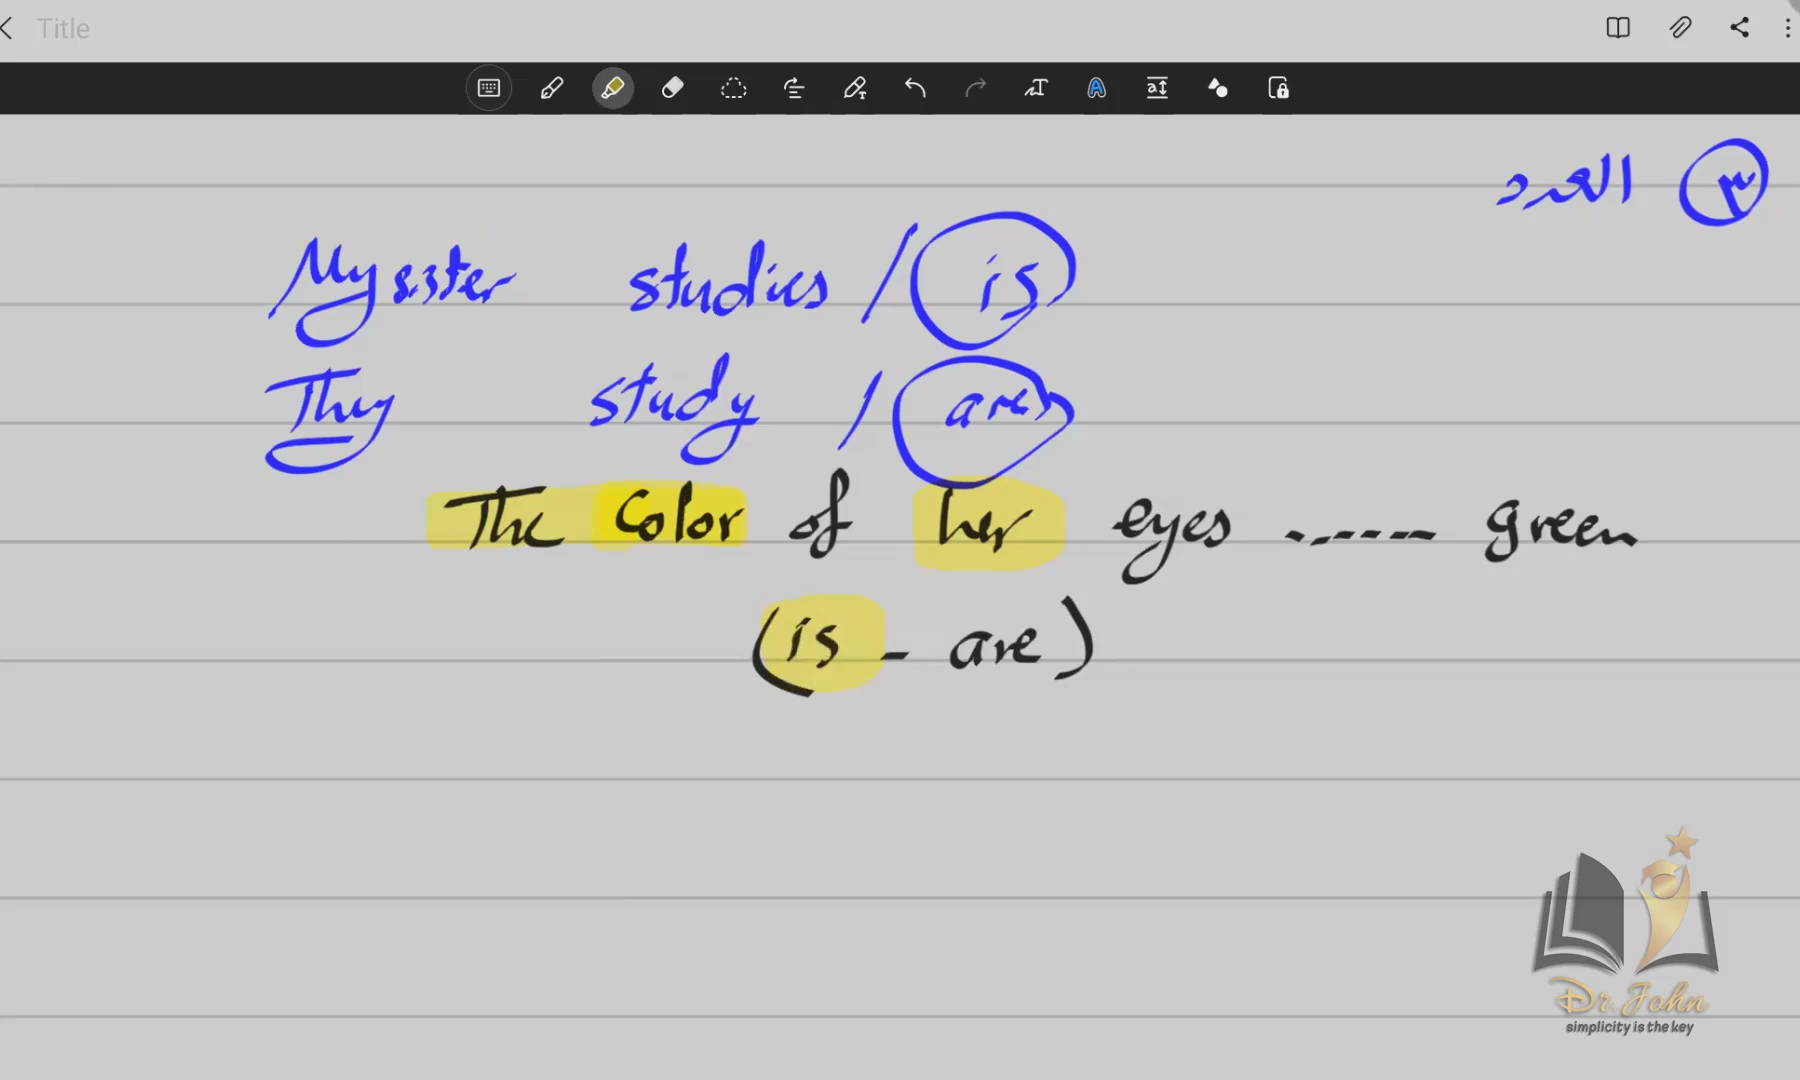 Title
٣ العدد
My sister studies / is
They study / are
The Color of her eyes ------ green
(is - are)
Dr. John
simplicity is the key